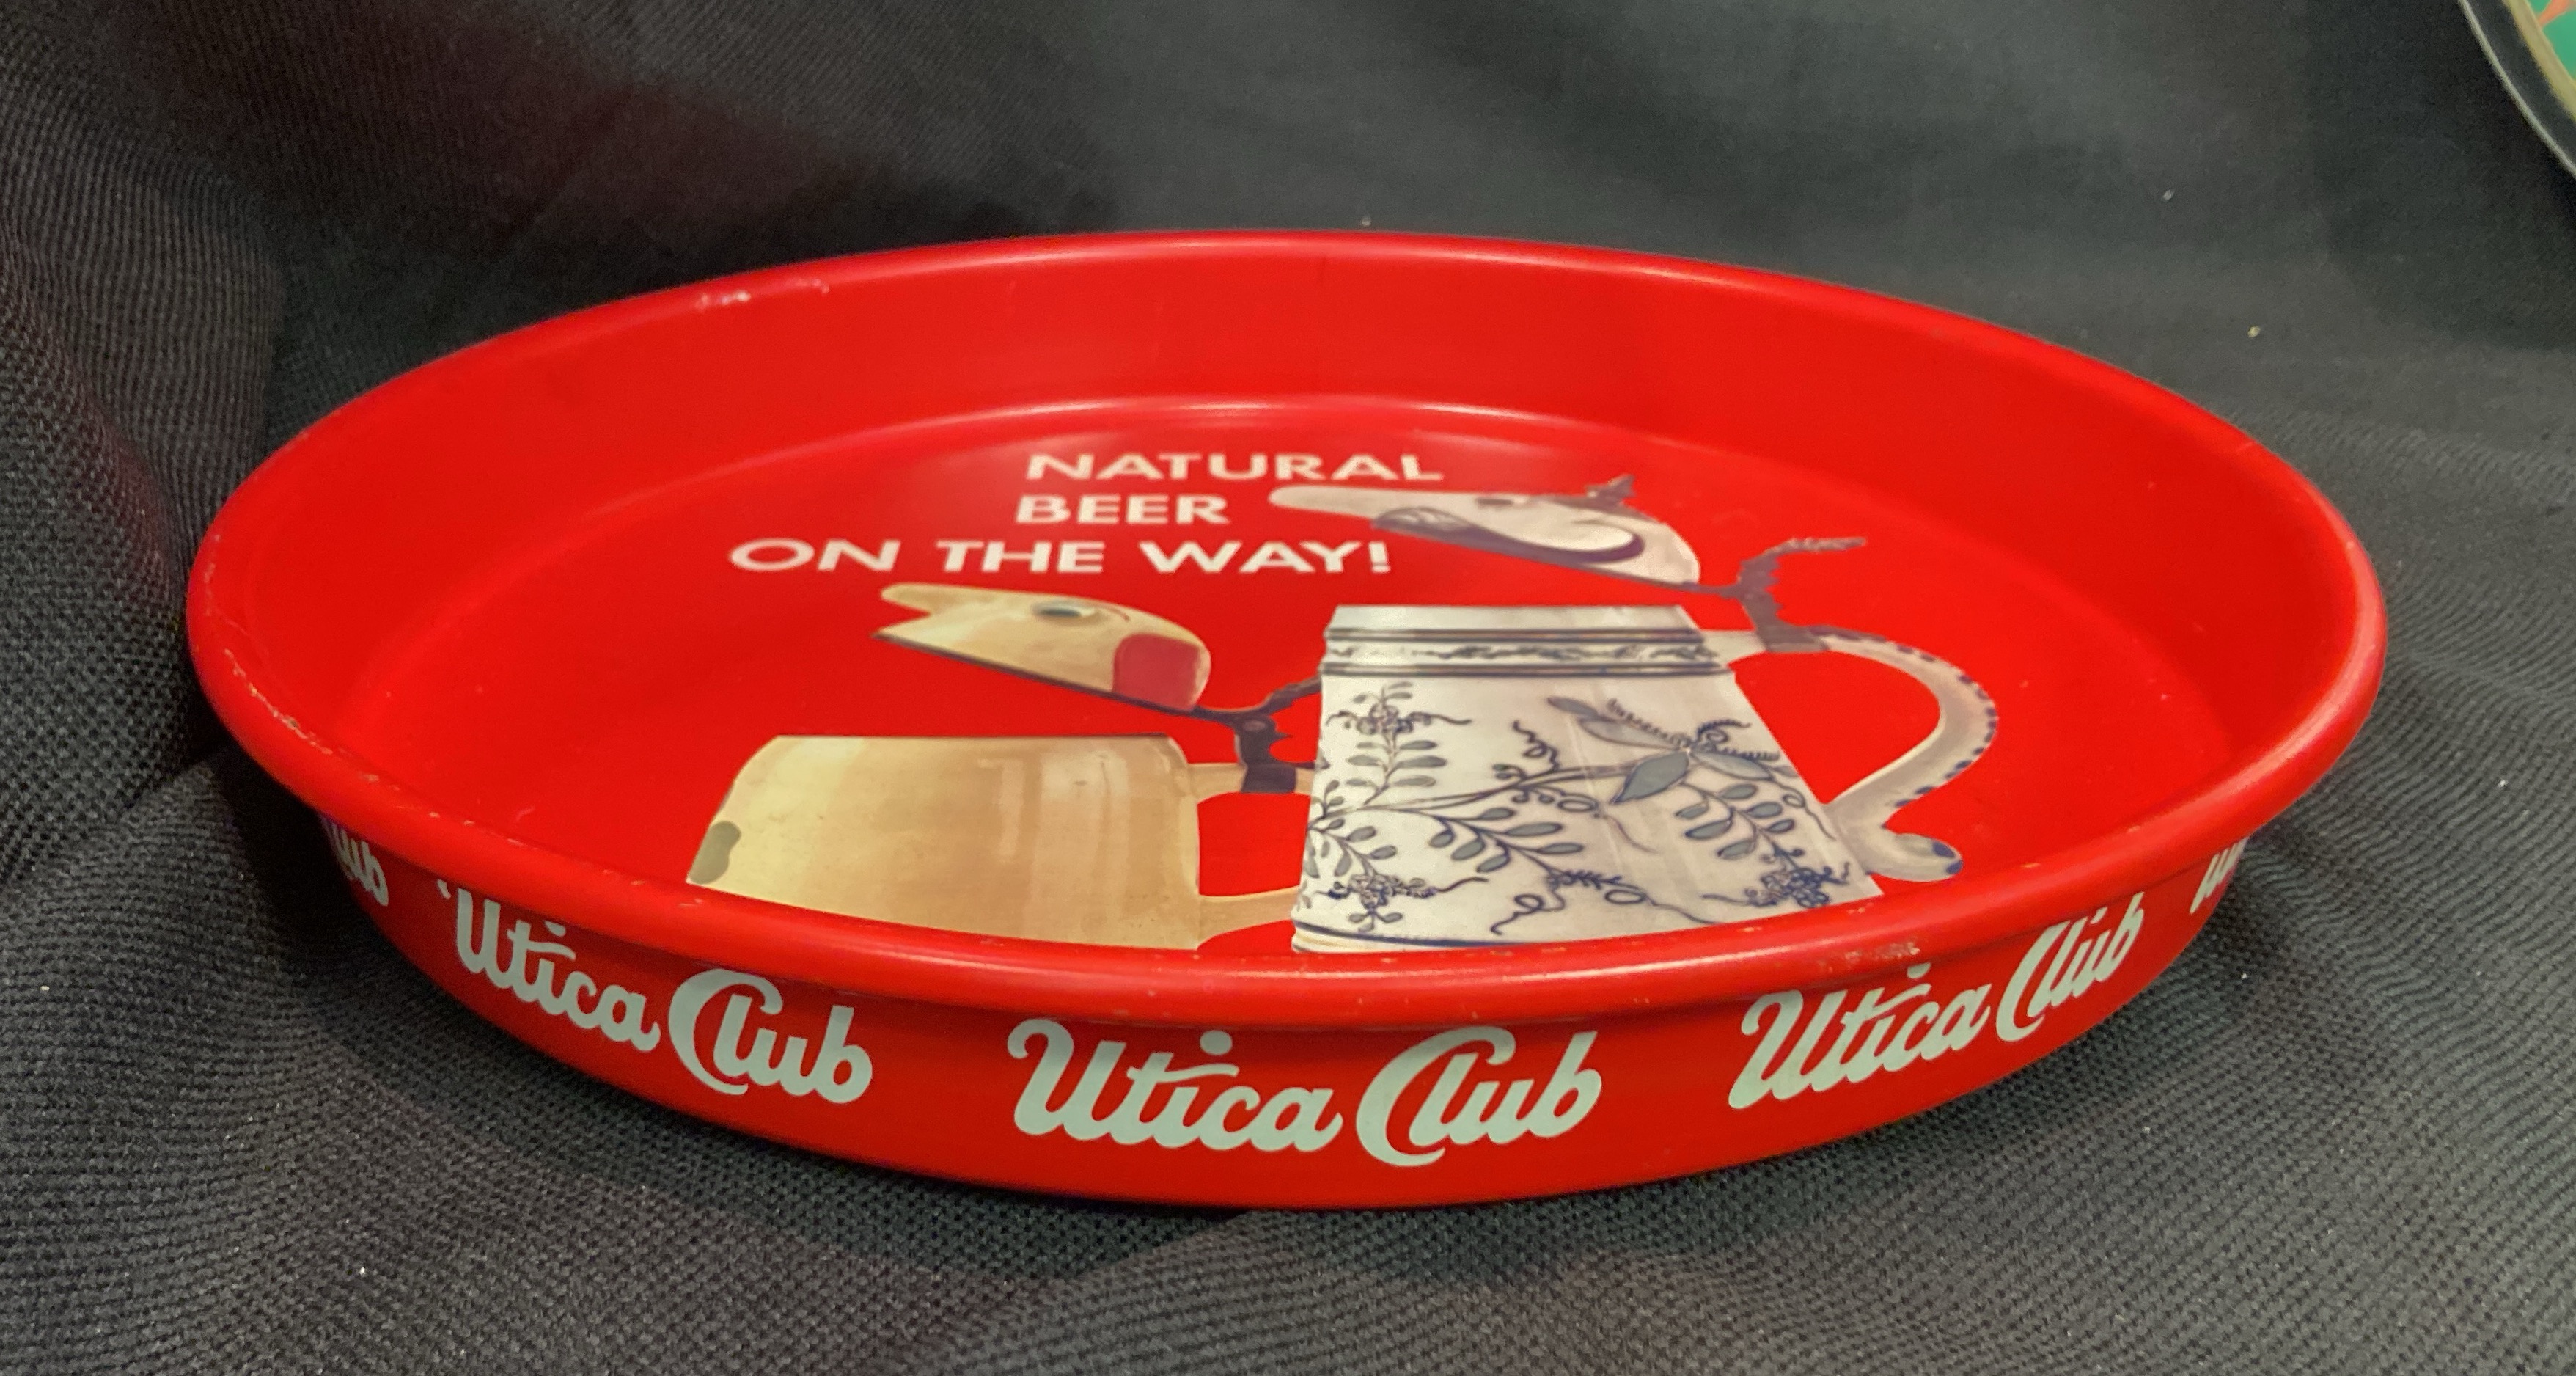 NATURAL
BEER
ON THE WAY!
Utica Club
Utica Club
Utica Club